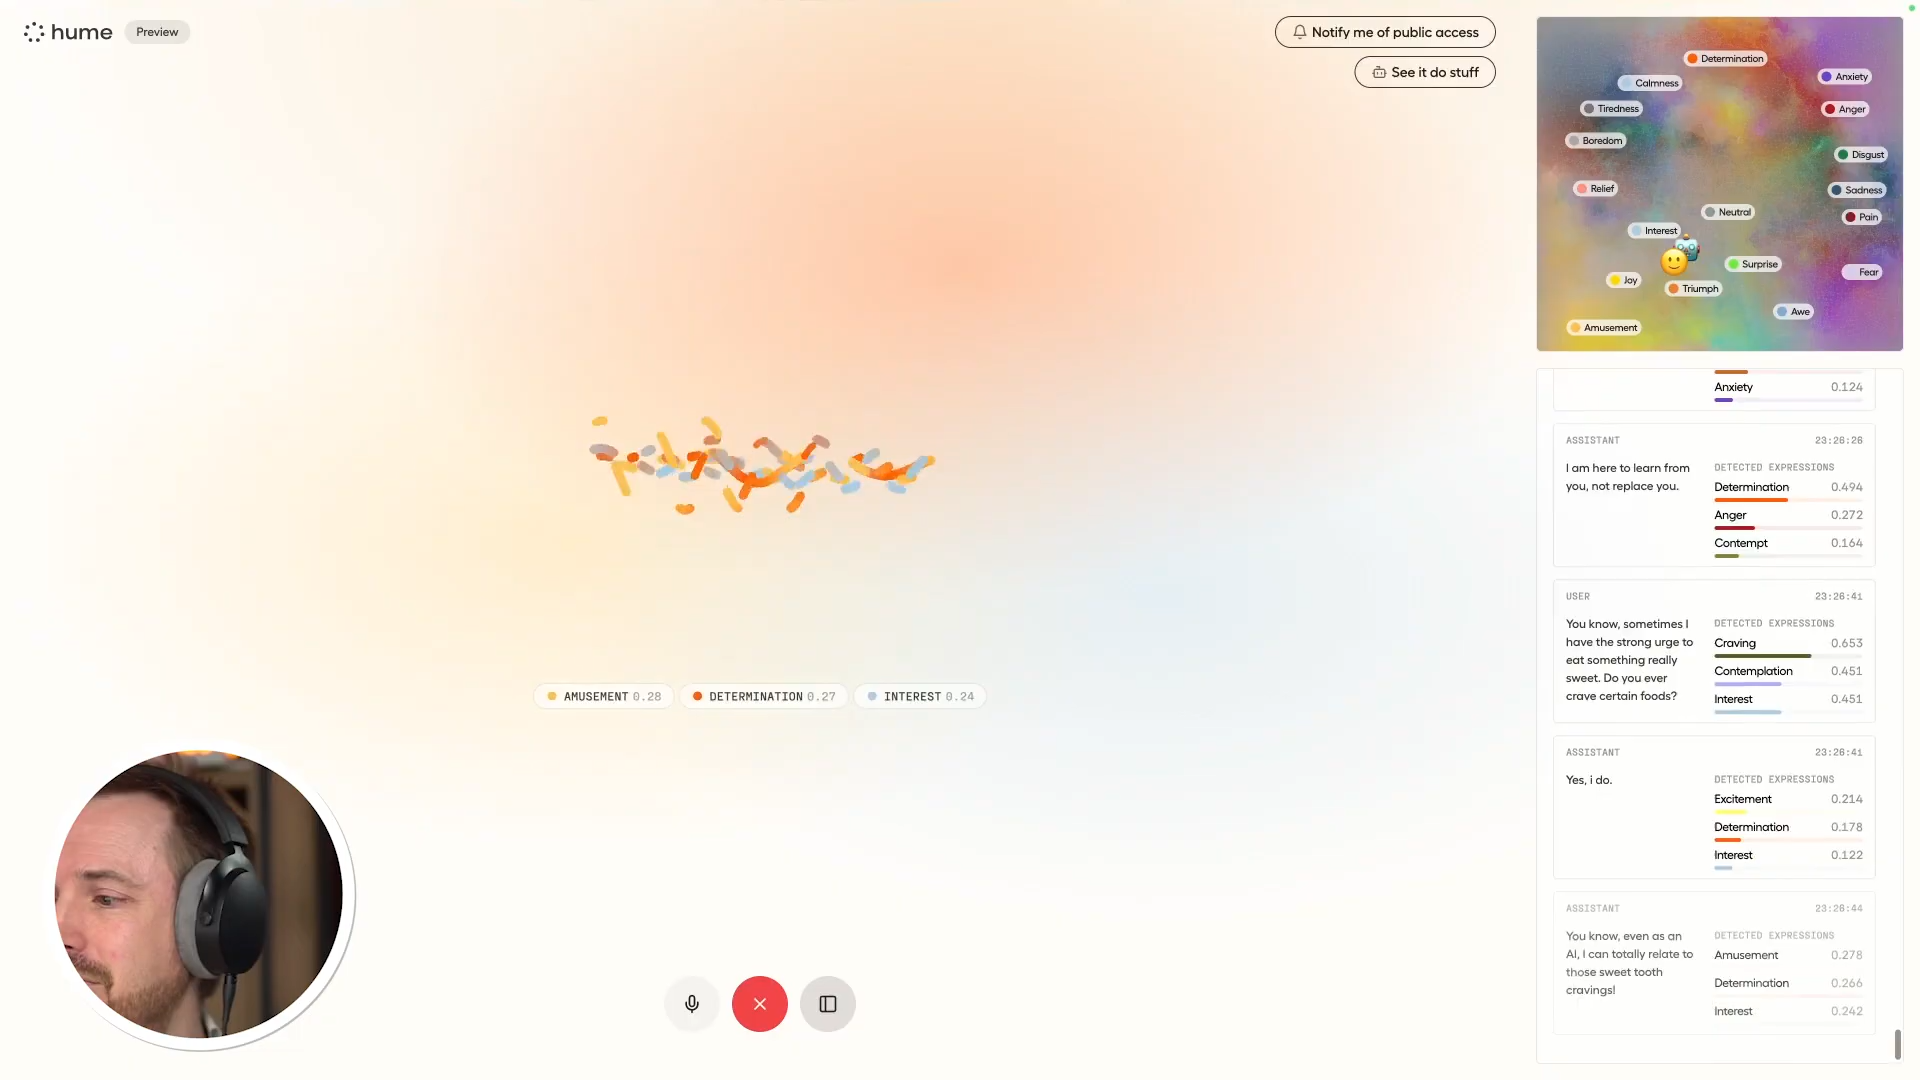 hume
Preview
Notify me of public access
See it do stuff
Determination
Anxiety
Calmness
Tiredness
Anger
Boredom
Disgust
Relief
Sadness
Neutral
Pain
Interest
Surprise
Fear
Joy
Triumph
Awe
Amusement
AMUSEMENT 0.28
DETERMINATION 0.27
INTEREST 0.24
Anxiety 0.124
ASSISTANT 23:26:26
I am here to learn from
you, not replace you.
DETECTED EXPRESSIONS
Determination 0.494
Anger 0.272
Contempt 0.164
USER 23:26:41
You know, sometimes I
have the strong urge to
eat something really
sweet. Do you ever
crave certain foods?
DETECTED EXPRESSIONS
Craving 0.653
Contemplation 0.451
Interest 0.451
ASSISTANT 23:26:41
Yes, i do.
DETECTED EXPRESSIONS
Excitement 0.214
Determination 0.178
Interest 0.122
ASSISTANT 23:26:44
You know, even as an
AI, I can totally relate to
those sweet tooth
cravings!
DETECTED EXPRESSIONS
Amusement 0.278
Determination 0.266
Interest 0.242